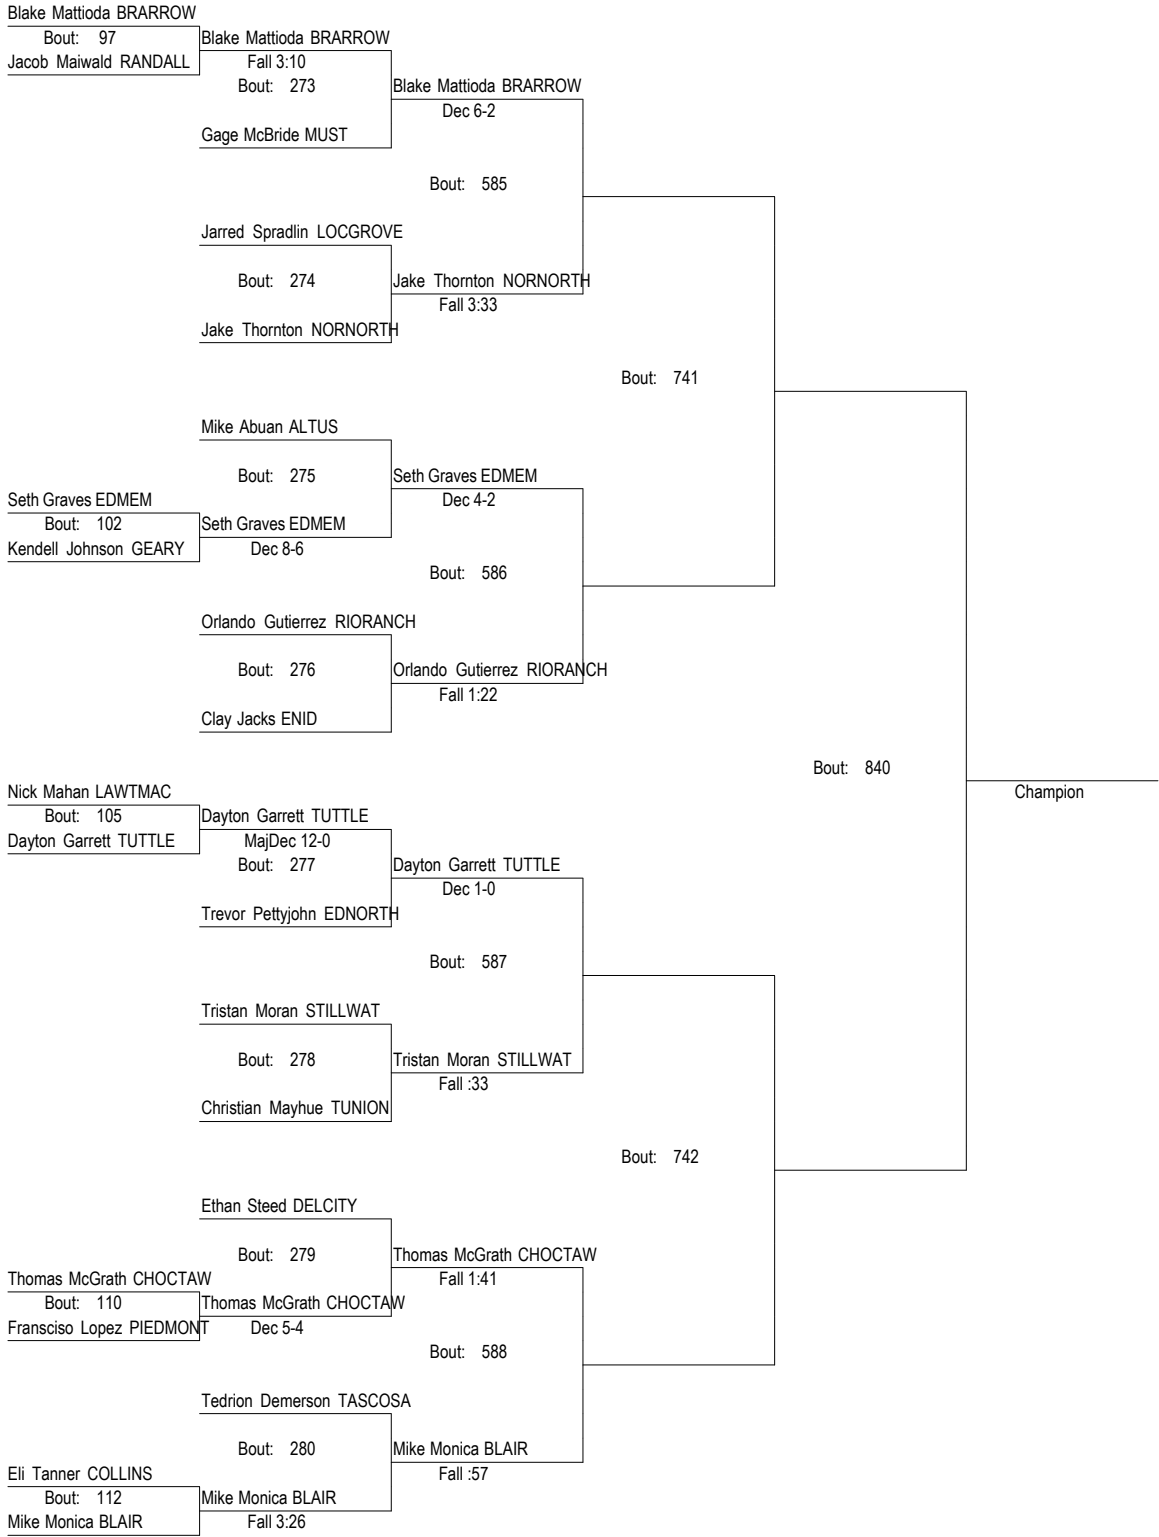 Blake Mattioda BRARROW
Bout: 97
Blake Mattioda BRARROW
Jacob Maiwald RANDALL
Fall 3:10
Bout: 273
Blake Mattioda BRARROW
Dec 6-2
Gage McBride MUST
Bout: 585
Jarred Spradlin LOCGROVE
Bout: 274
Jake Thornton NORNORTH
Fall 3:33
Jake Thornton NORNORTH
Bout: 741
Mike Abuan ALTUS
Bout: 275
Seth Graves EDMEM
Seth Graves EDMEM
Dec 4-2
Bout: 102
Seth Graves EDMEM
Kendell Johnson GEARY
Dec 8-6
Bout: 586
Orlando Gutierrez RIORANCH
Bout: 276
Orlando Gutierrez RIORANCH
Fall 1:22
Clay Jacks ENID
Bout: 840
Nick Mahan LAWTMAC
Champion
Bout: 105
Dayton Garrett TUTTLE
Dayton Garrett TUTTLE
MajDec 12-0
Bout: 277
Dayton Garrett TUTTLE
Dec 1-0
Trevor Pettyjohn EDNORTH
Bout: 587
Tristan Moran STILLWAT
Bout: 278
Tristan Moran STILLWAT
Fall :33
Christian Mayhue TUNION
Bout: 742
Ethan Steed DELCITY
Bout: 279
Thomas McGrath CHOCTAW
Thomas McGrath CHOCTAW
Fall 1:41
Bout: 110
Thomas McGrath CHOCTAW
Fransciso Lopez PIEDMONT
Dec 5-4
Bout: 588
Tedrion Demerson TASCOSA
Bout: 280
Mike Monica BLAIR
Eli Tanner COLLINS
Fall :57
Bout: 112
Mike Monica BLAIR
Mike Monica BLAIR
Fall 3:26